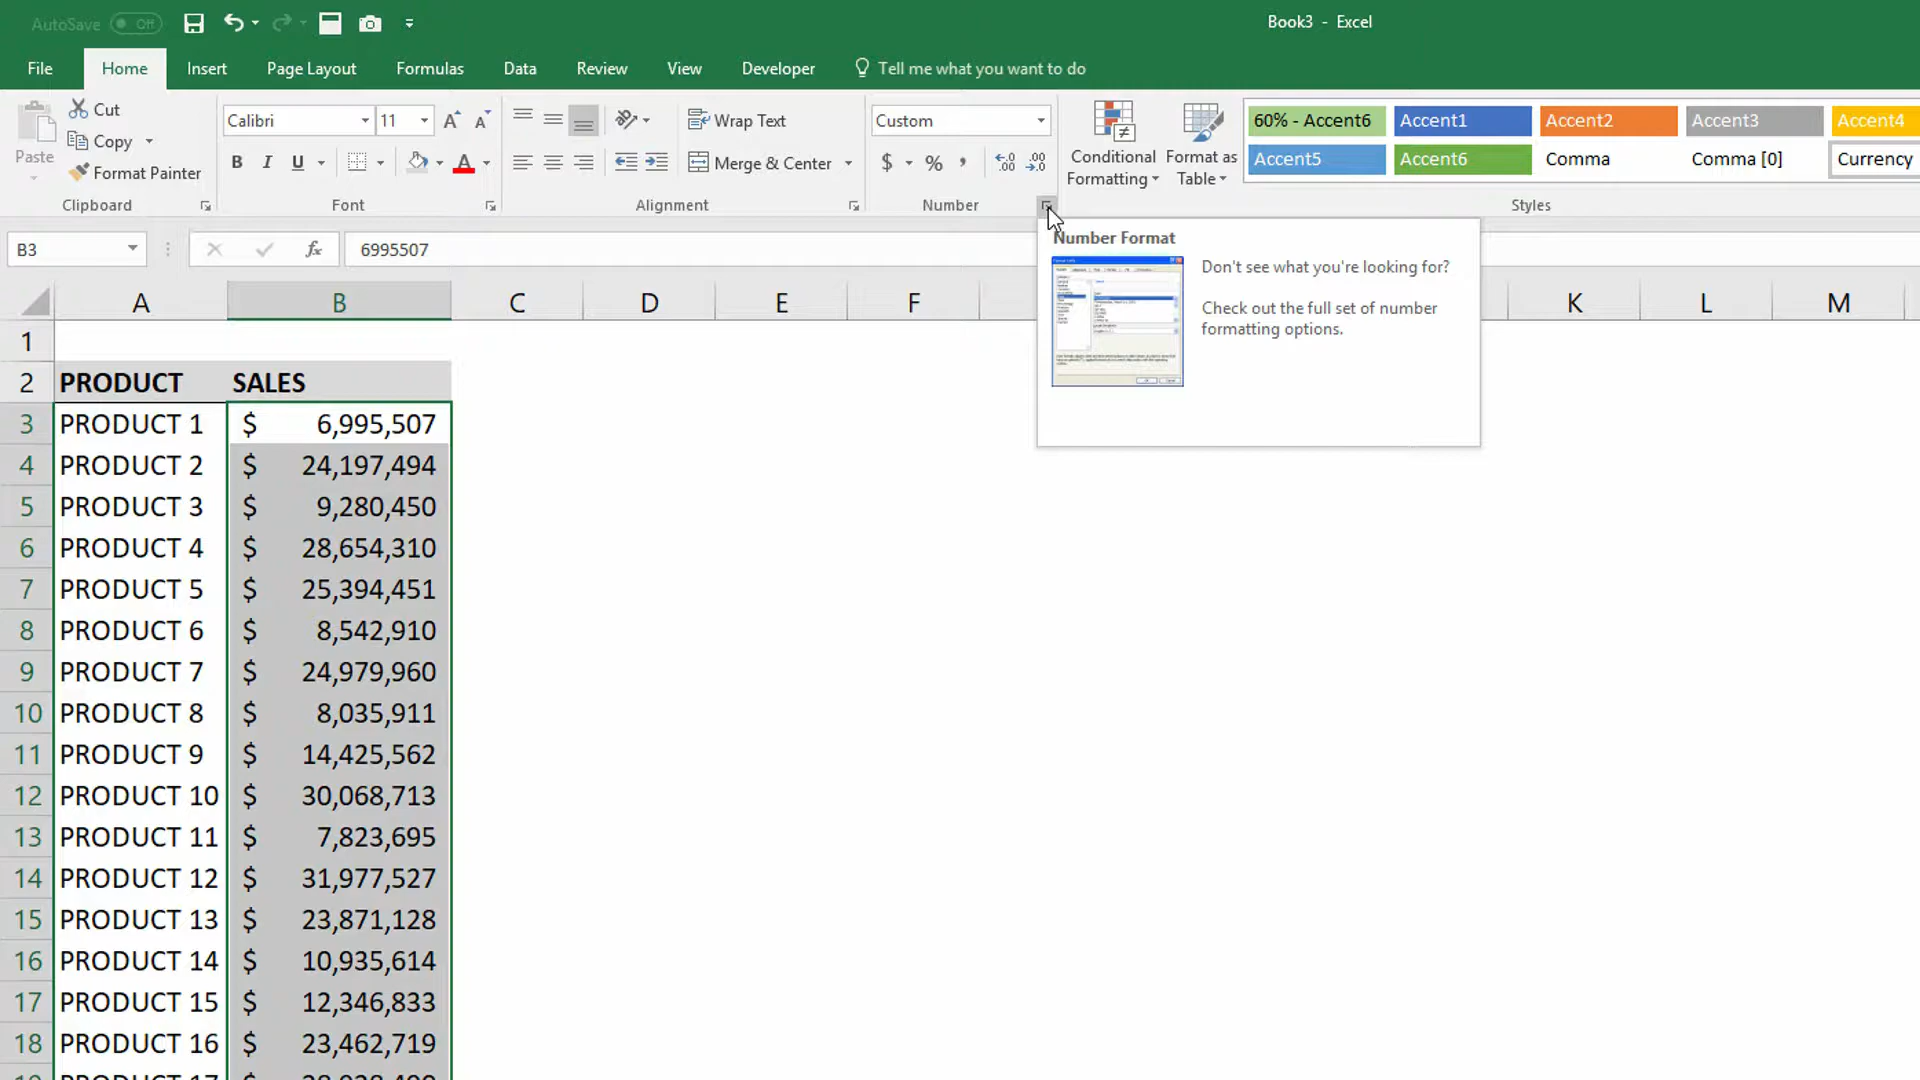 AutoSave Off
Book3 - Excel
File Home Insert Page Layout Formulas Data Review View Developer Tell me what you want to do
Paste
Cut
Copy
Format Painter
Clipboard
Calibri 11
B I U A
Font
Wrap Text
Merge & Center
Alignment
Custom
$ % ,
Number
Conditional Formatting
Format as Table
60% - Accent6 Accent1 Accent2 Accent3 Accent4
Accent5 Accent6 Comma Comma [0] Currency
Styles
B3 fx 6995507
Number Format
Don't see what you're looking for?
Check out the full set of number
formatting options.
A B C D E F K L M
1
2 PRODUCT SALES
3 PRODUCT 1 $ 6,995,507
4 PRODUCT 2 $ 24,197,494
5 PRODUCT 3 $ 9,280,450
6 PRODUCT 4 $ 28,654,310
7 PRODUCT 5 $ 25,394,451
8 PRODUCT 6 $ 8,542,910
9 PRODUCT 7 $ 24,979,960
10 PRODUCT 8 $ 8,035,911
11 PRODUCT 9 $ 14,425,562
12 PRODUCT 10 $ 30,068,713
13 PRODUCT 11 $ 7,823,695
14 PRODUCT 12 $ 31,977,527
15 PRODUCT 13 $ 23,871,128
16 PRODUCT 14 $ 10,935,614
17 PRODUCT 15 $ 12,346,833
18 PRODUCT 16 $ 23,462,719